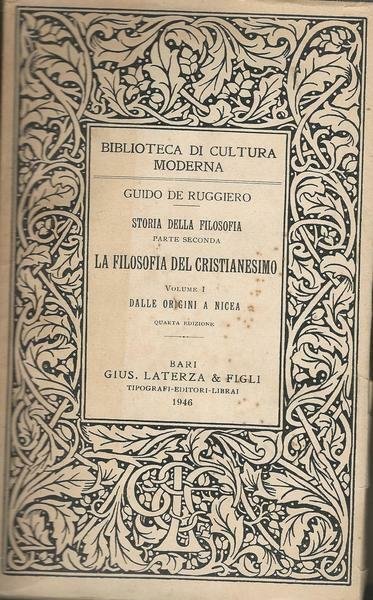 BIBLIOTECA DI CULTURA
MODERNA
GUIDO DE RUGGIERO
STORIA DELLA FILOSOFIA
PARTE SECONDA
LA FILOSOFIA DEL CRISTIANESIMO
VOLUME I
DALLE ORIGINI A NICEA
QUARTA EDIZIONE
BARI
GIUS. LATERZA & FIGLI
TIPOGRAFI-EDITORI-LIBRAI
1946